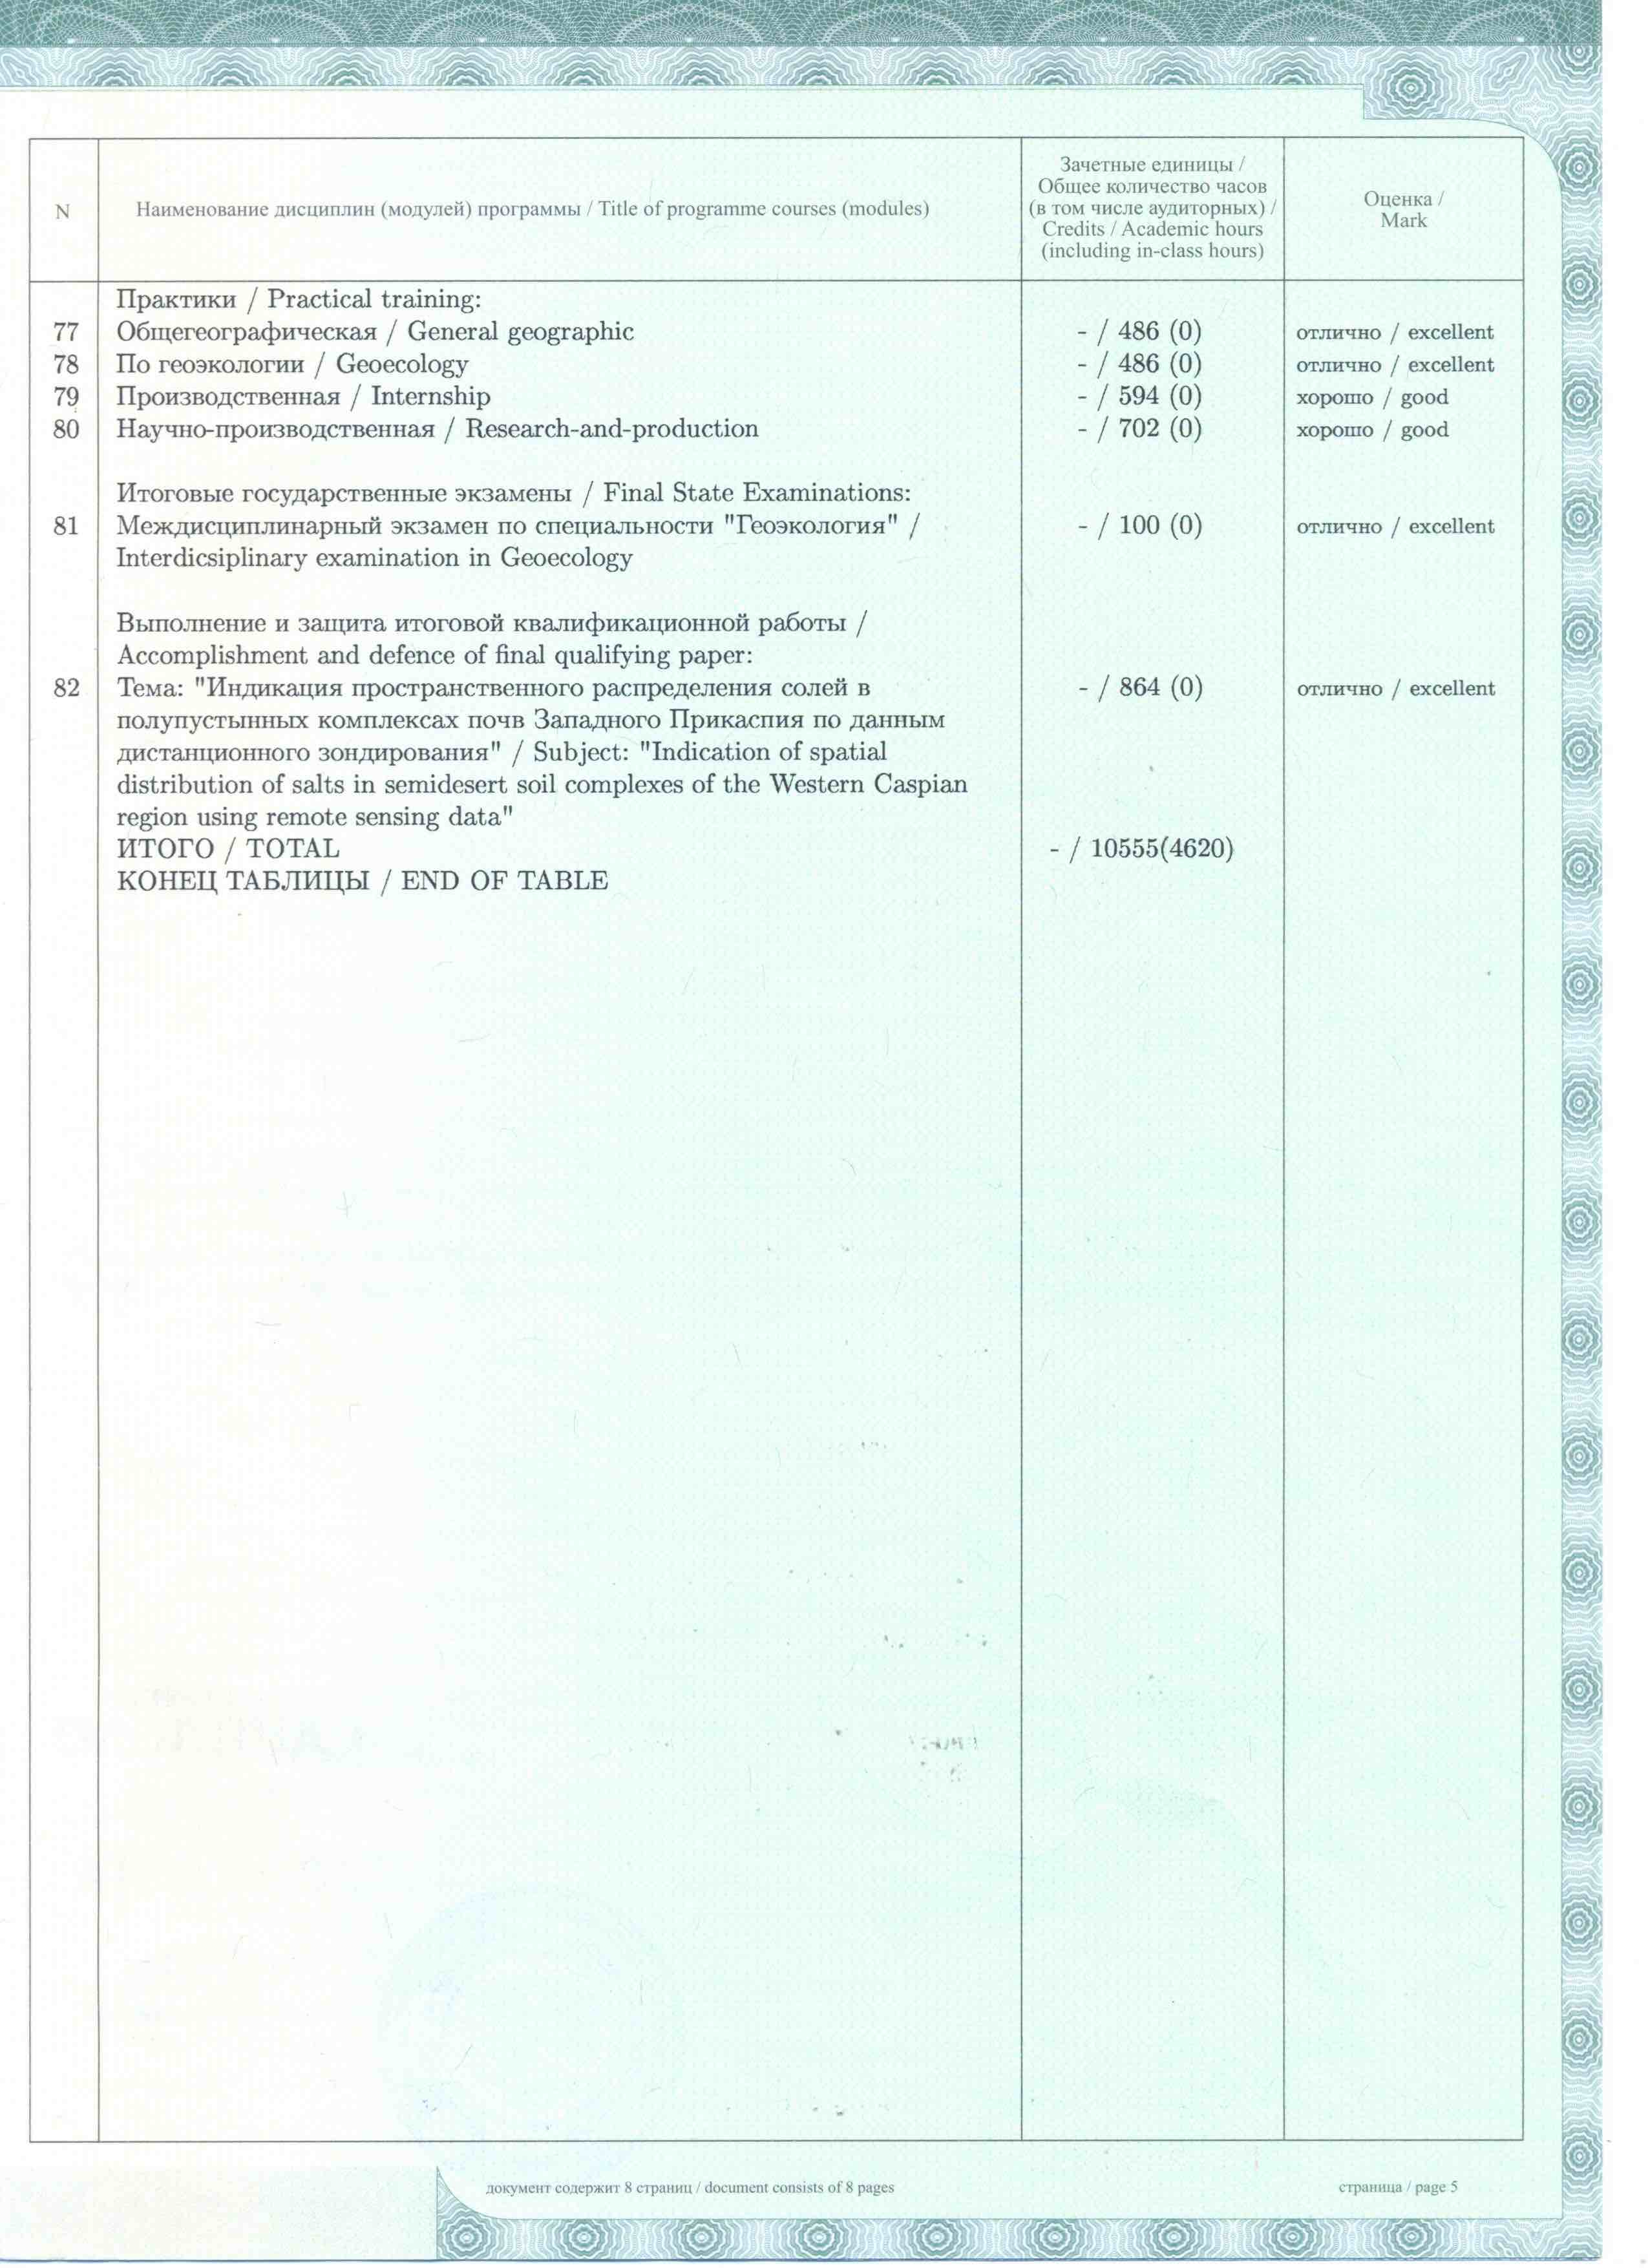 N
Наименование дисциплин (модулей) программы / Title of programme courses (modules)
Зачетные единицы /
Общее количество часов
(в том числе аудиторных) /
Credits / Academic hours
(including in-class hours)
Оценка /
Mark
Практики / Practical training:
77 Общегеографическая / General geographic - / 486 (0) отлично / excellent
78 По геоэкологии / Geoecology - / 486 (0) отлично / excellent
79 Производственная / Internship - / 594 (0) хорошо / good
80 Научно-производственная / Research-and-production - / 702 (0) хорошо / good
Итоговые государственные экзамены / Final State Examinations:
81 Междисциплинарный экзамен по специальности "Геоэкология" / - / 100 (0) отлично / excellent
Interdicsiplinary examination in Geoecology
Выполнение и защита итоговой квалификационной работы /
Accomplishment and defence of final qualifying paper:
82 Тема: "Индикация пространственного распределения солей в - / 864 (0) отлично / excellent
полупустынных комплексах почв Западного Прикаспия по данным
дистанционного зондирования" / Subject: "Indication of spatial
distribution of salts in semidesert soil complexes of the Western Caspian
region using remote sensing data"
ИТОГО / TOTAL - / 10555(4620)
КОНЕЦ ТАБЛИЦЫ / END OF TABLE
документ содержит 8 страниц / document consists of 8 pages
страница / page 5